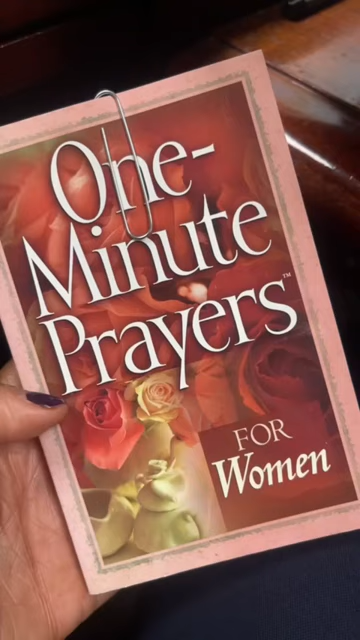 One-
Minute
Prayers™
FOR
Women